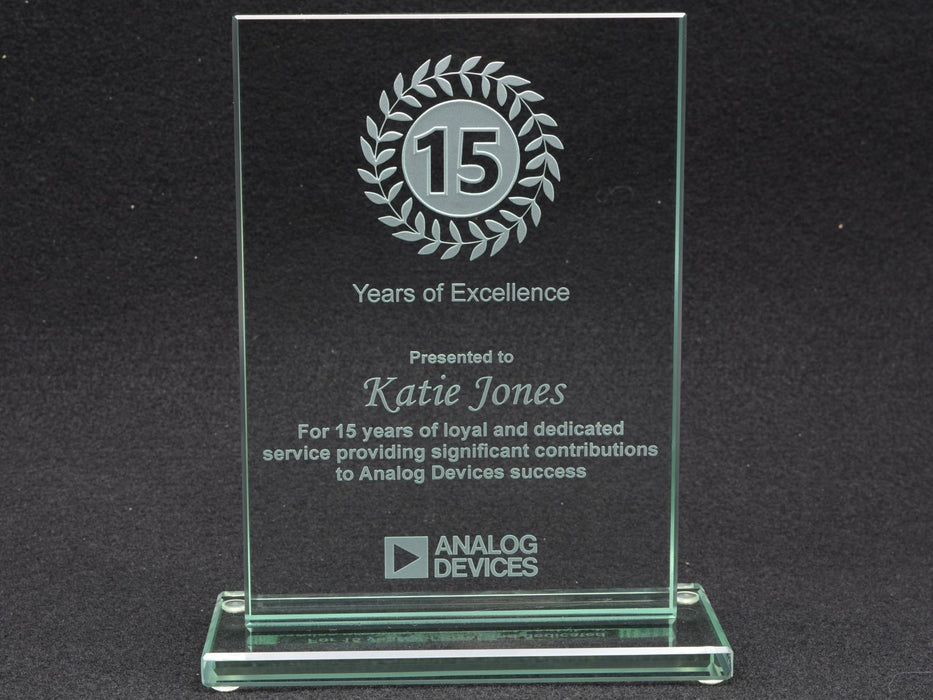 15
Years of Excellence
Presented to
Katie Jones
For 15 years of loyal and dedicated
service providing significant contributions
to Analog Devices success
ANALOG
DEVICES